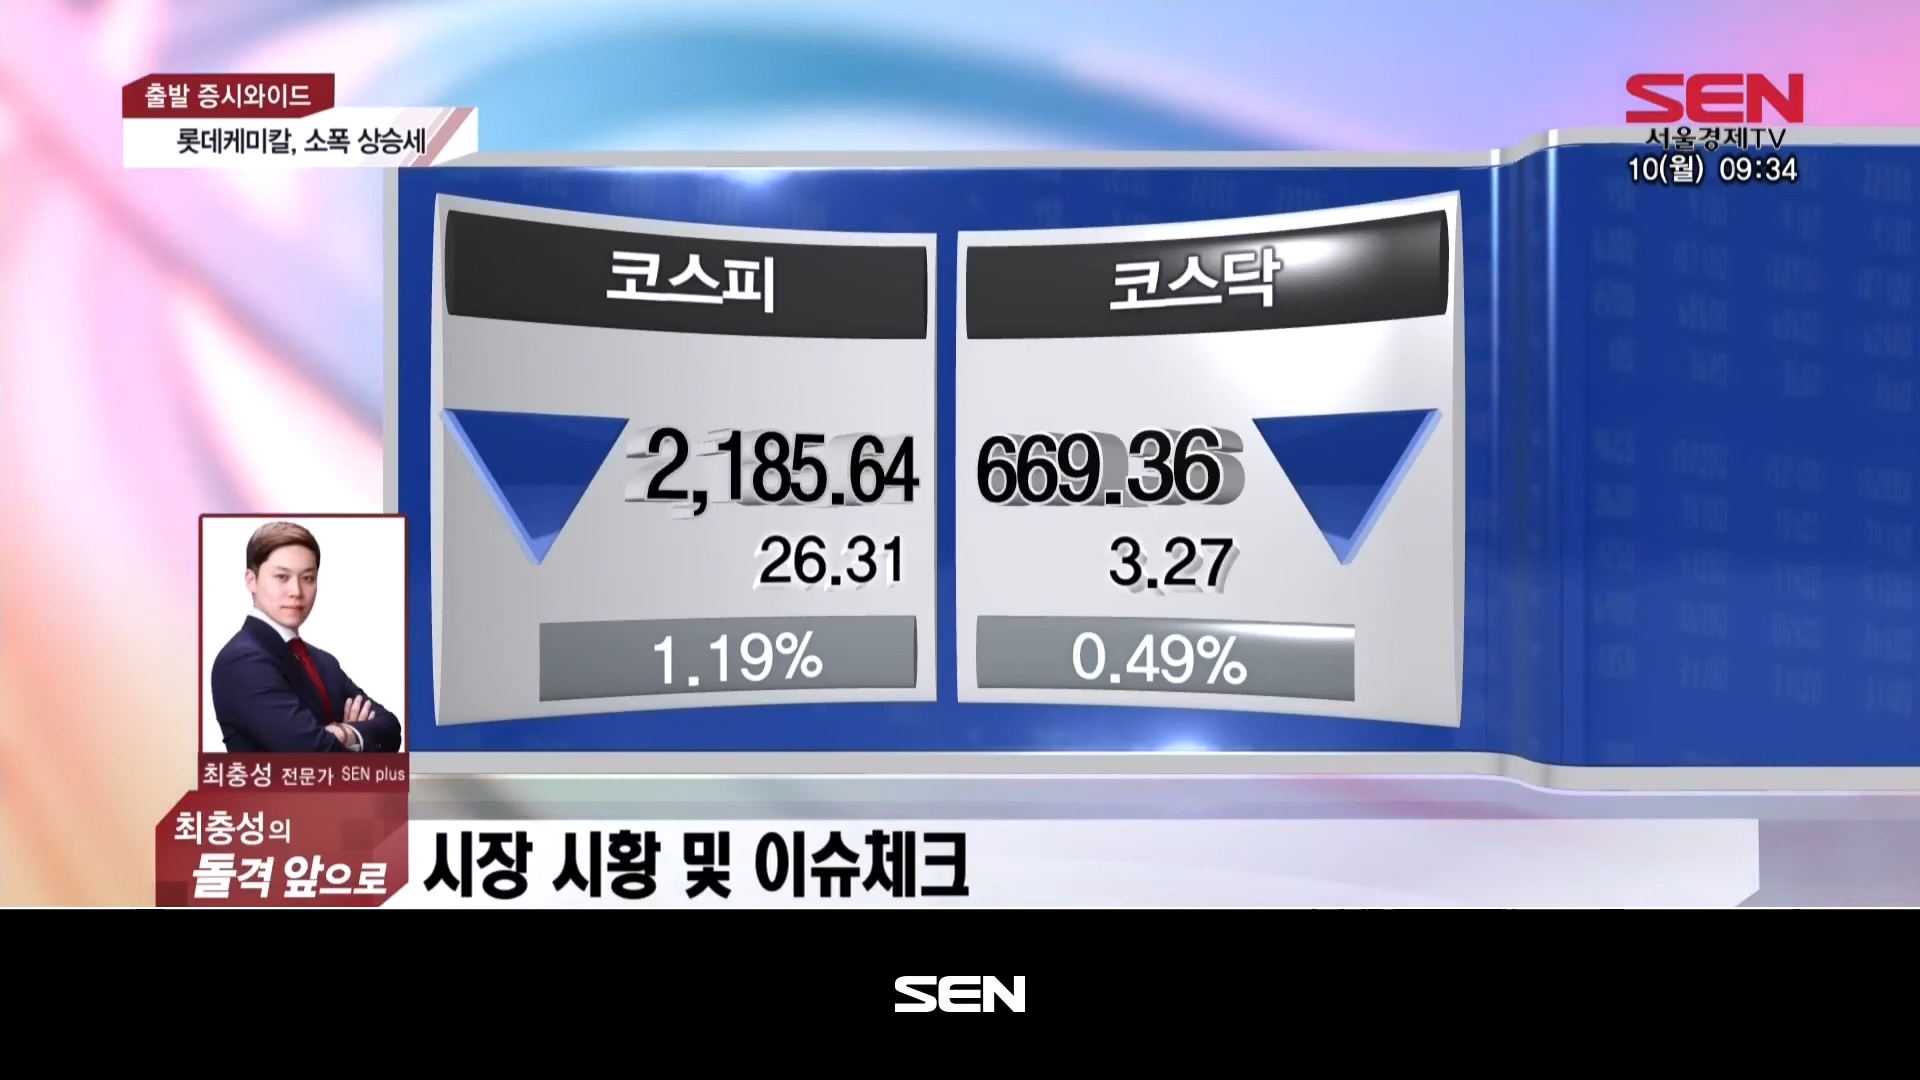 출발 증시와이드
롯데케미칼, 소폭 상승세
SEN
서울경제TV
10(월) 09:34
코스피
코스닥
2,185.64
669.36
26.31
3.27
1.19%
0.49%
최충성 전문가 SEN plus
최충성의
돌격 앞으로
시장 시황 및 이슈체크
SEN